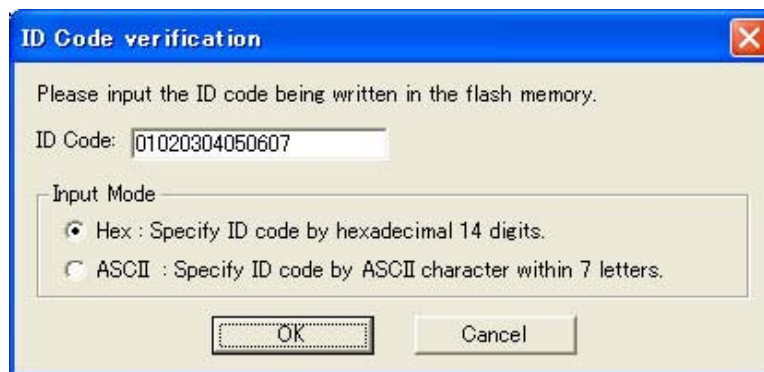 ID Code verification
Please input the ID code being written in the flash memory.
ID Code: 01020304050607
Input Mode
Hex : Specify ID code by hexadecimal 14 digits.
ASCII : Specify ID code by ASCII character within 7 letters.
OK Cancel